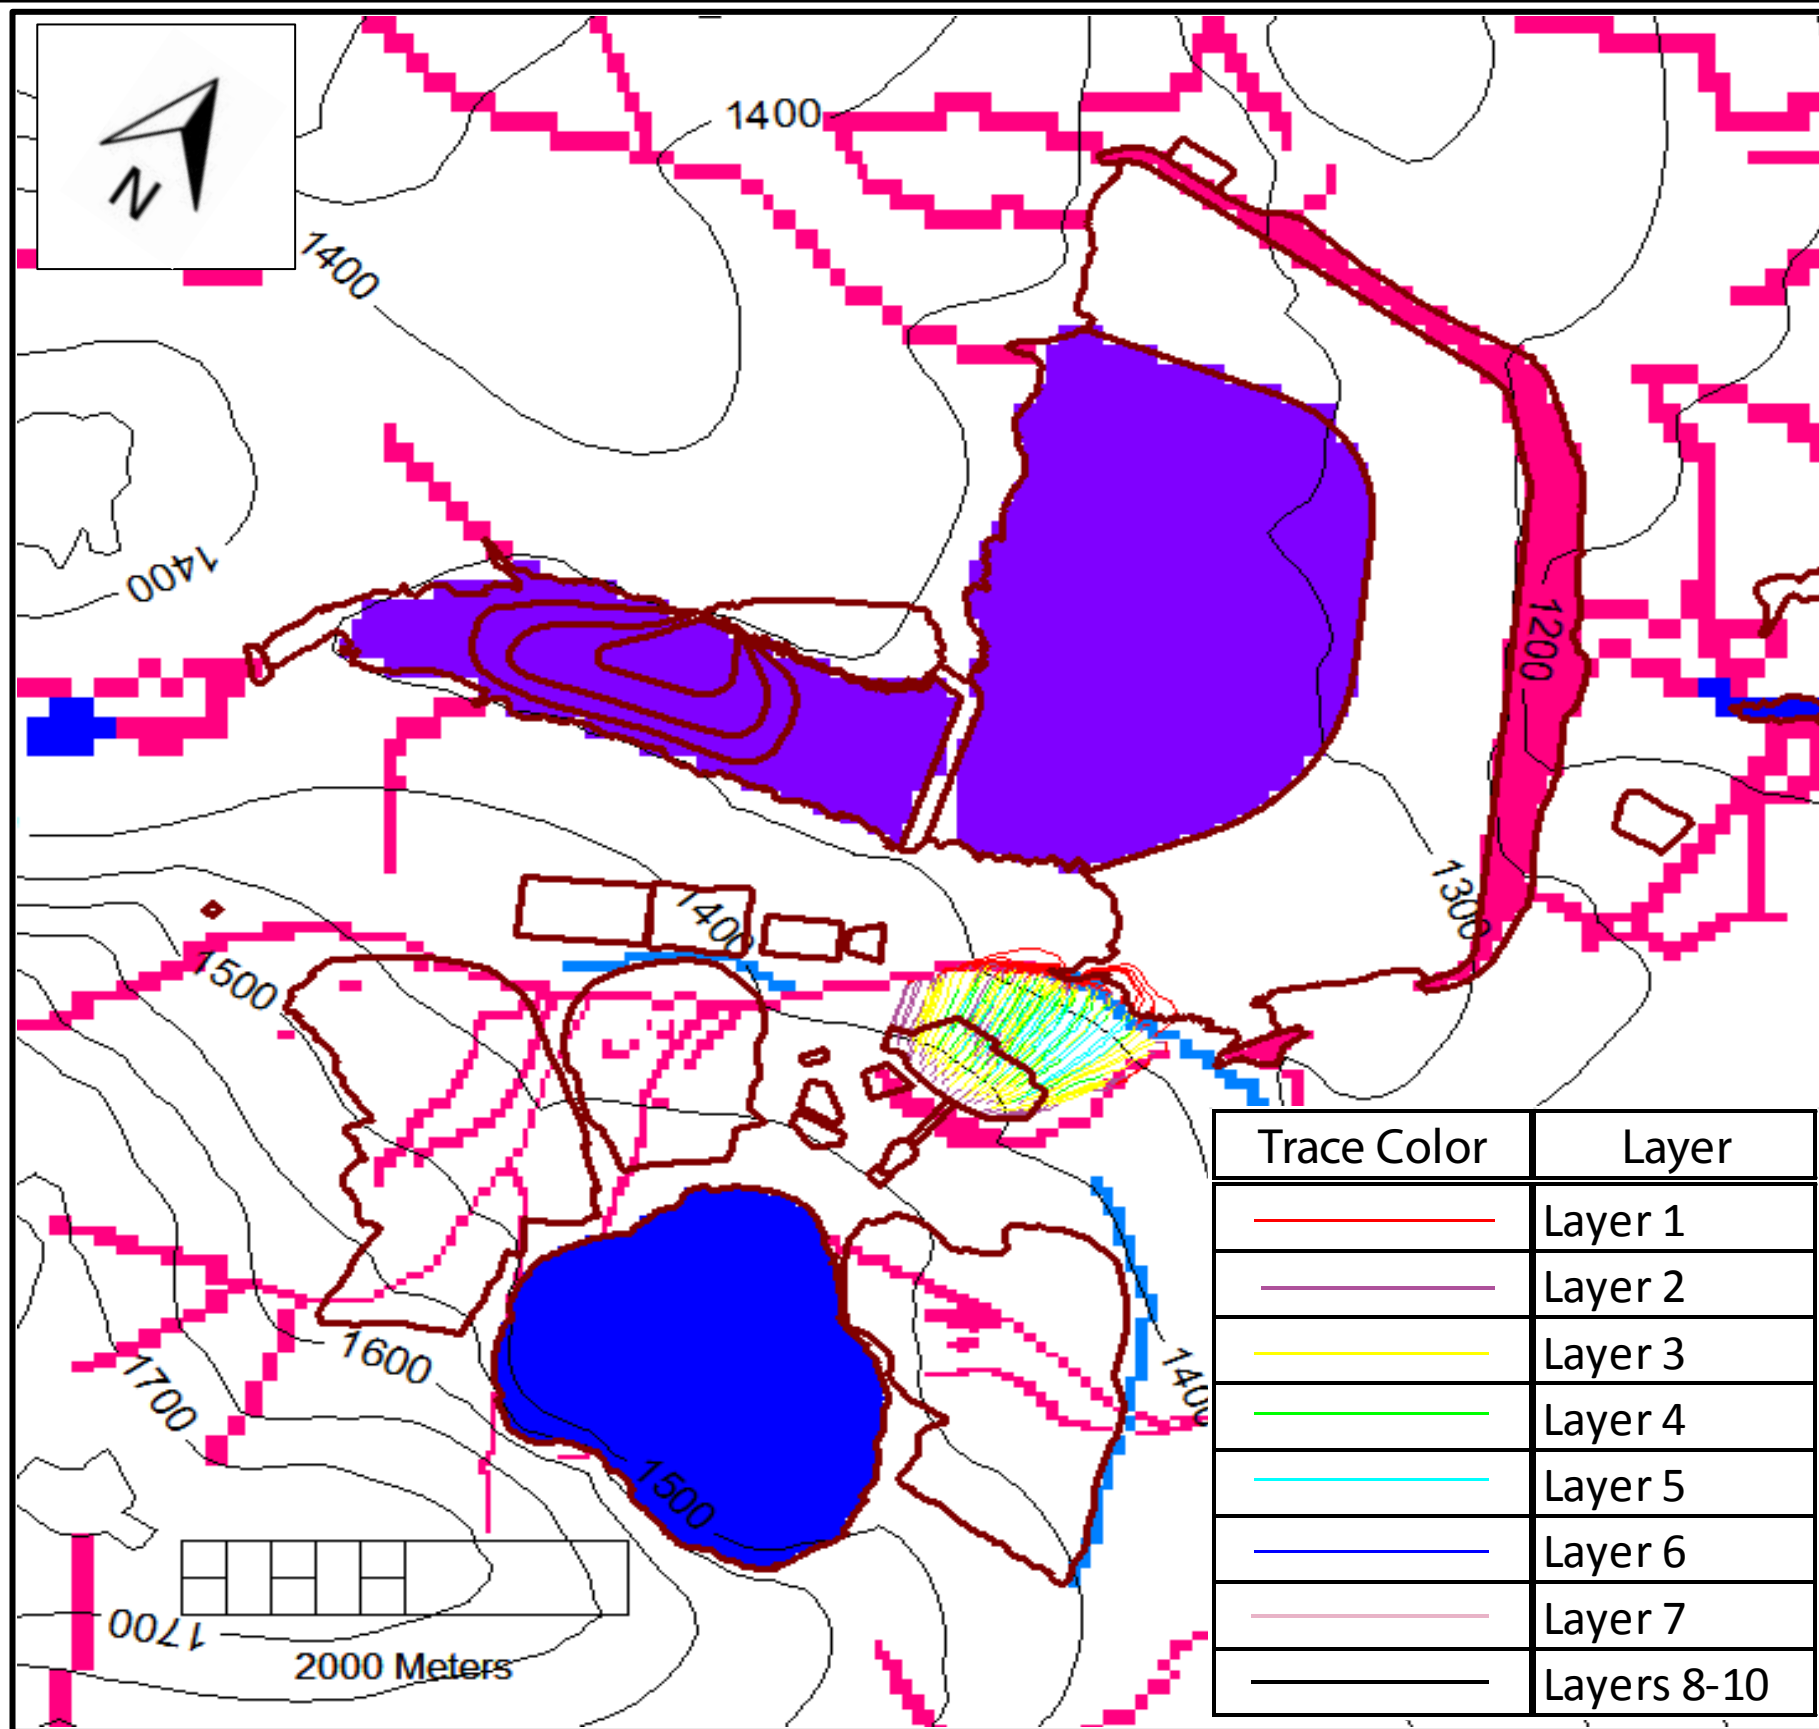 N
1400
1400
1400
1200
1300
1400
1500
1400
1600
1700
1500
1700
2000 Meters
Trace Color Layer
Layer 1
Layer 2
Layer 3
Layer 4
Layer 5
Layer 6
Layer 7
Layers 8-10